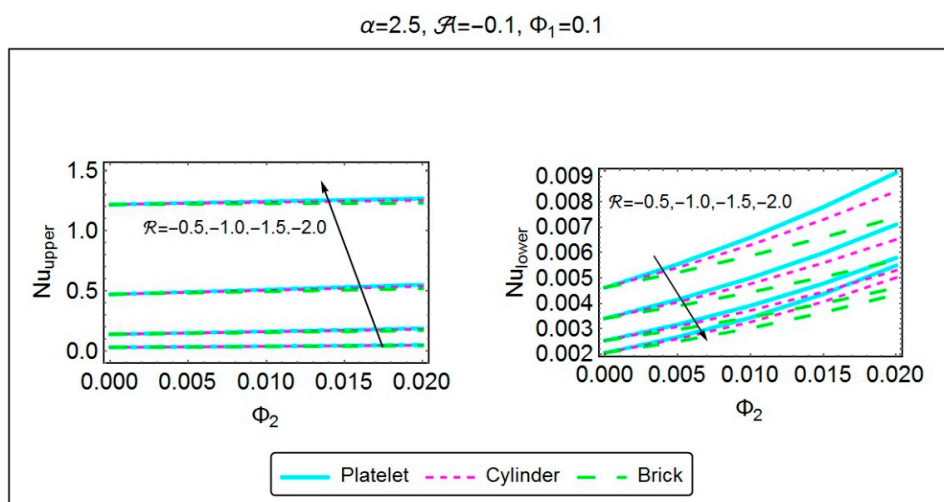 α=2.5, 𝒜=−0.1, Φ₁=0.1
1.5
1.0
0.5
0.0
Nu_upper
ℛ=−0.5,−1.0,−1.5,−2.0
0.000 0.005 0.010 0.015 0.020
Φ₂
0.009
0.008
0.007
0.006
0.005
0.004
0.003
0.002
Nu_lower
ℛ=−0.5,−1.0,−1.5,−2.0
0.000 0.005 0.010 0.015 0.020
Φ₂
Platelet Cylinder Brick